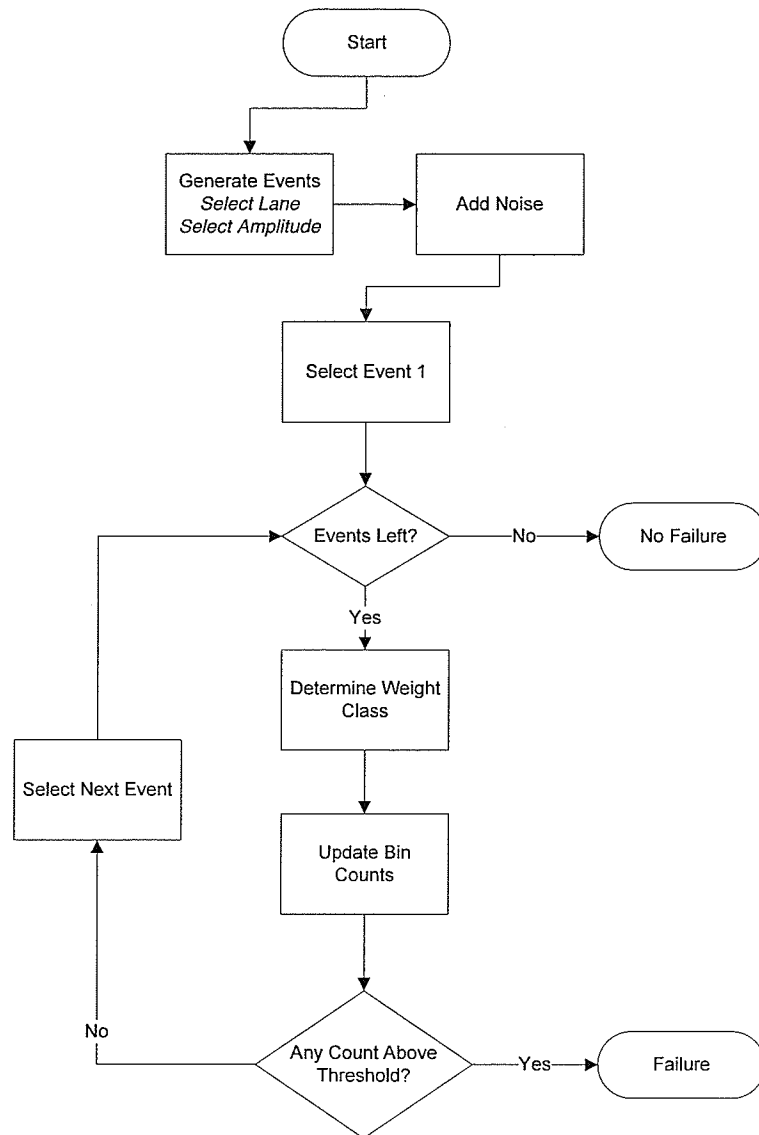 Start
Generate Events
Select Lane
Select Amplitude
Add Noise
Select Event 1
Events Left?
No
No Failure
Yes
Determine Weight
Class
Select Next Event
Update Bin
Counts
No
Any Count Above
Threshold?
Yes
Failure